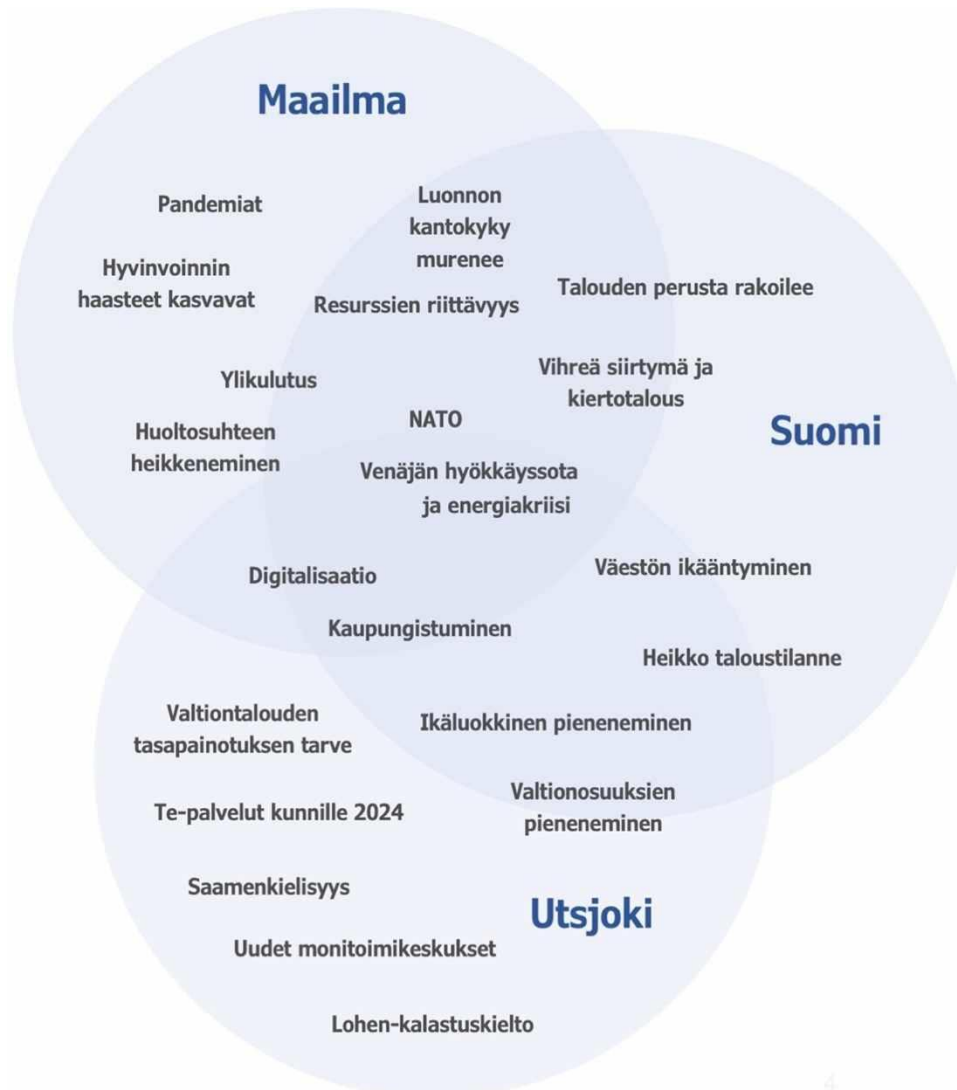 Maailma
Pandemiat
Luonnon
kantokyky
murenee
Hyvinvoinnin
haasteet kasvavat
Talouden perusta rakoilee
Resurssien riittävyys
Ylikulutus
Vihreä siirtymä ja
kiertotalous
NATO
Suomi
Huoltosuhteen
heikkeneminen
Venäjän hyökkäyssota
ja energiakriisi
Digitalisaatio
Väestön ikääntyminen
Kaupungistuminen
Heikko taloustilanne
Valtiontalouden
tasapainotuksen tarve
Ikäluokkinen pieneneminen
Te-palvelut kunnille 2024
Valtionosuuksien
pieneneminen
Saamenkielisyys
Utsjoki
Uudet monitoimikeskukset
Lohen-kalastuskielto
4